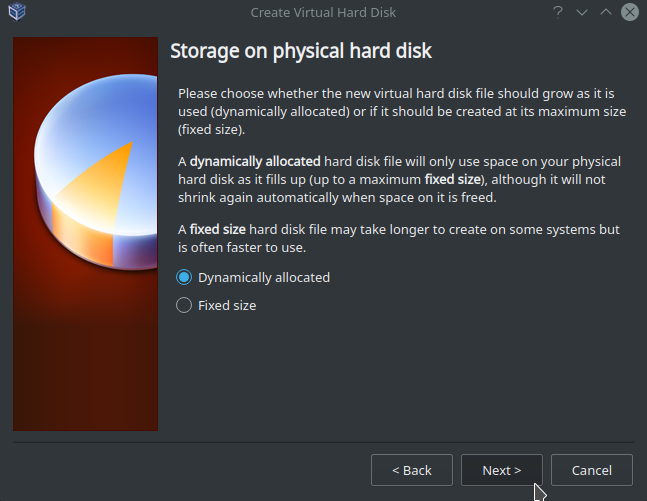 Create Virtual Hard Disk
?
Storage on physical hard disk
Please choose whether the new virtual hard disk file should grow as it is
used (dynamically allocated) or if it should be created at its maximum size
(fixed size).
A dynamically allocated hard disk file will only use space on your physical
hard disk as it fills up (up to a maximum fixed size), although it will not
shrink again automatically when space on it is freed.
A fixed size hard disk file may take longer to create on some systems but
is often faster to use.
Dynamically allocated
Fixed size
< Back
Next >
Cancel